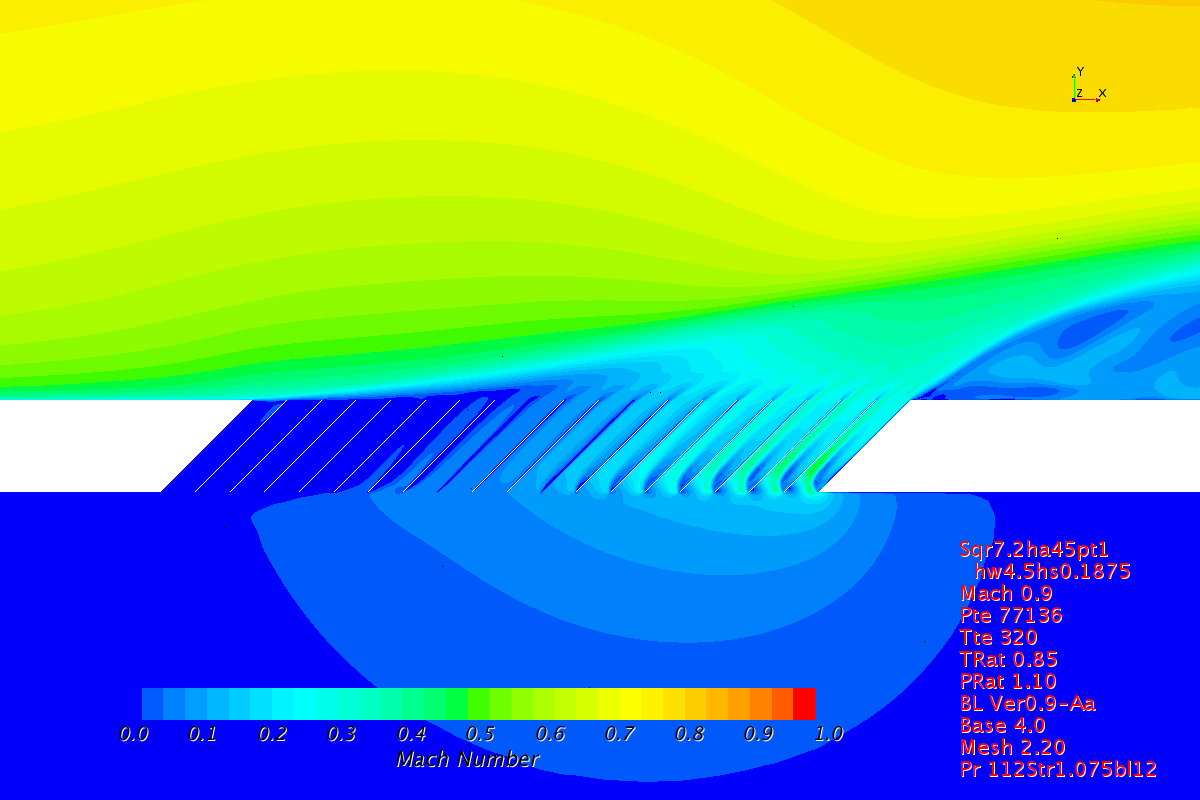 Y
Z X
Sqr7.2ha45pt1
hw4.5hs0.1875
Mach 0.9
Pte 77136
Tte 320
TRat 0.85
PRat 1.10
BL Ver0.9-Aa
Base 4.0
Mesh 2.20
Pr 112Str1.075bl12
0.0 0.1 0.2 0.3 0.4 0.5 0.6 0.7 0.8 0.9 1.0
Mach Number